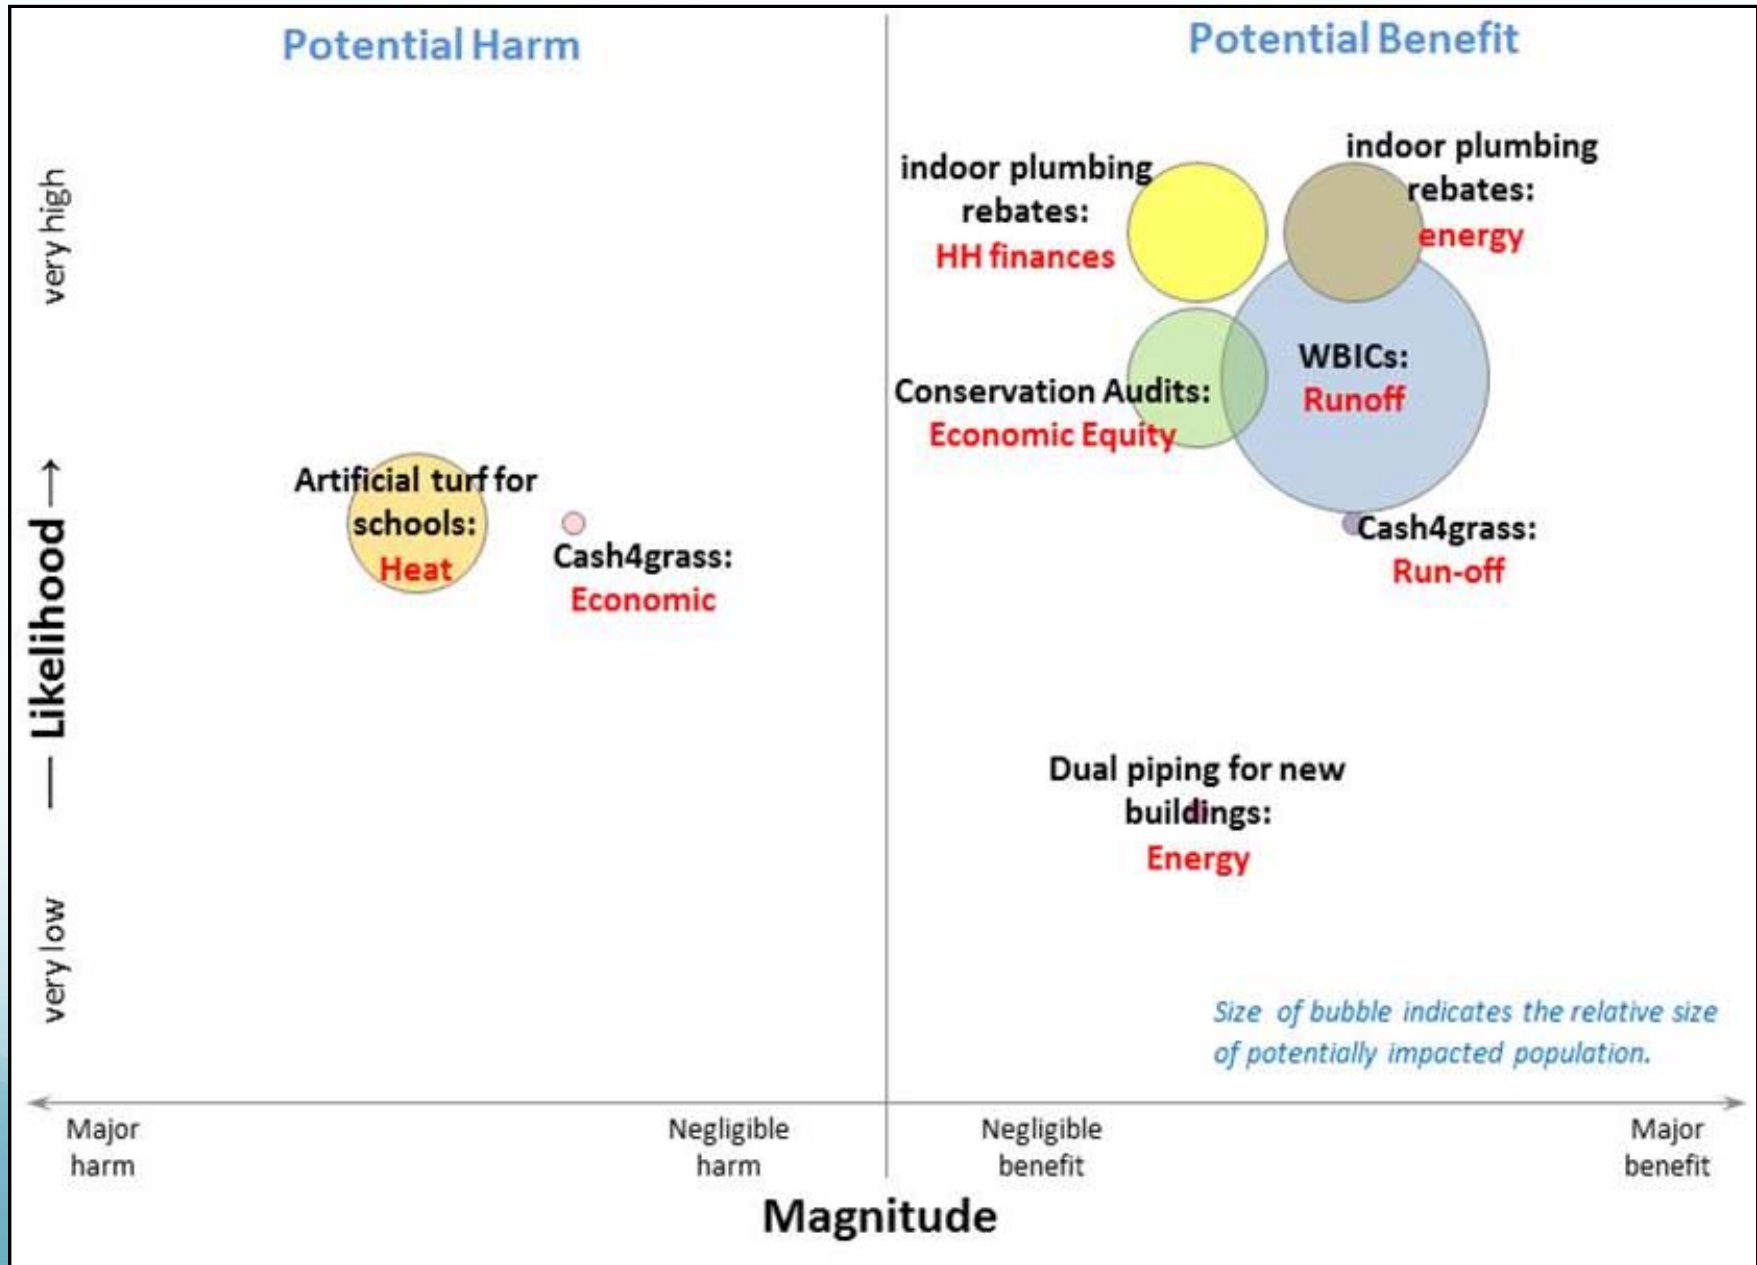 Potential Harm
Potential Benefit
very high
indoor plumbing
rebates:
HH finances
indoor plumbing
rebates:
energy
WBICs:
Runoff
Conservation Audits:
Economic Equity
Likelihood
Artificial turf for
schools:
Heat
Cash4grass:
Economic
Cash4grass:
Run-off
Dual piping for new
buildings:
Energy
very low
Size of bubble indicates the relative size
of potentially impacted population.
Major
harm
Negligible
harm
Negligible
benefit
Major
benefit
Magnitude